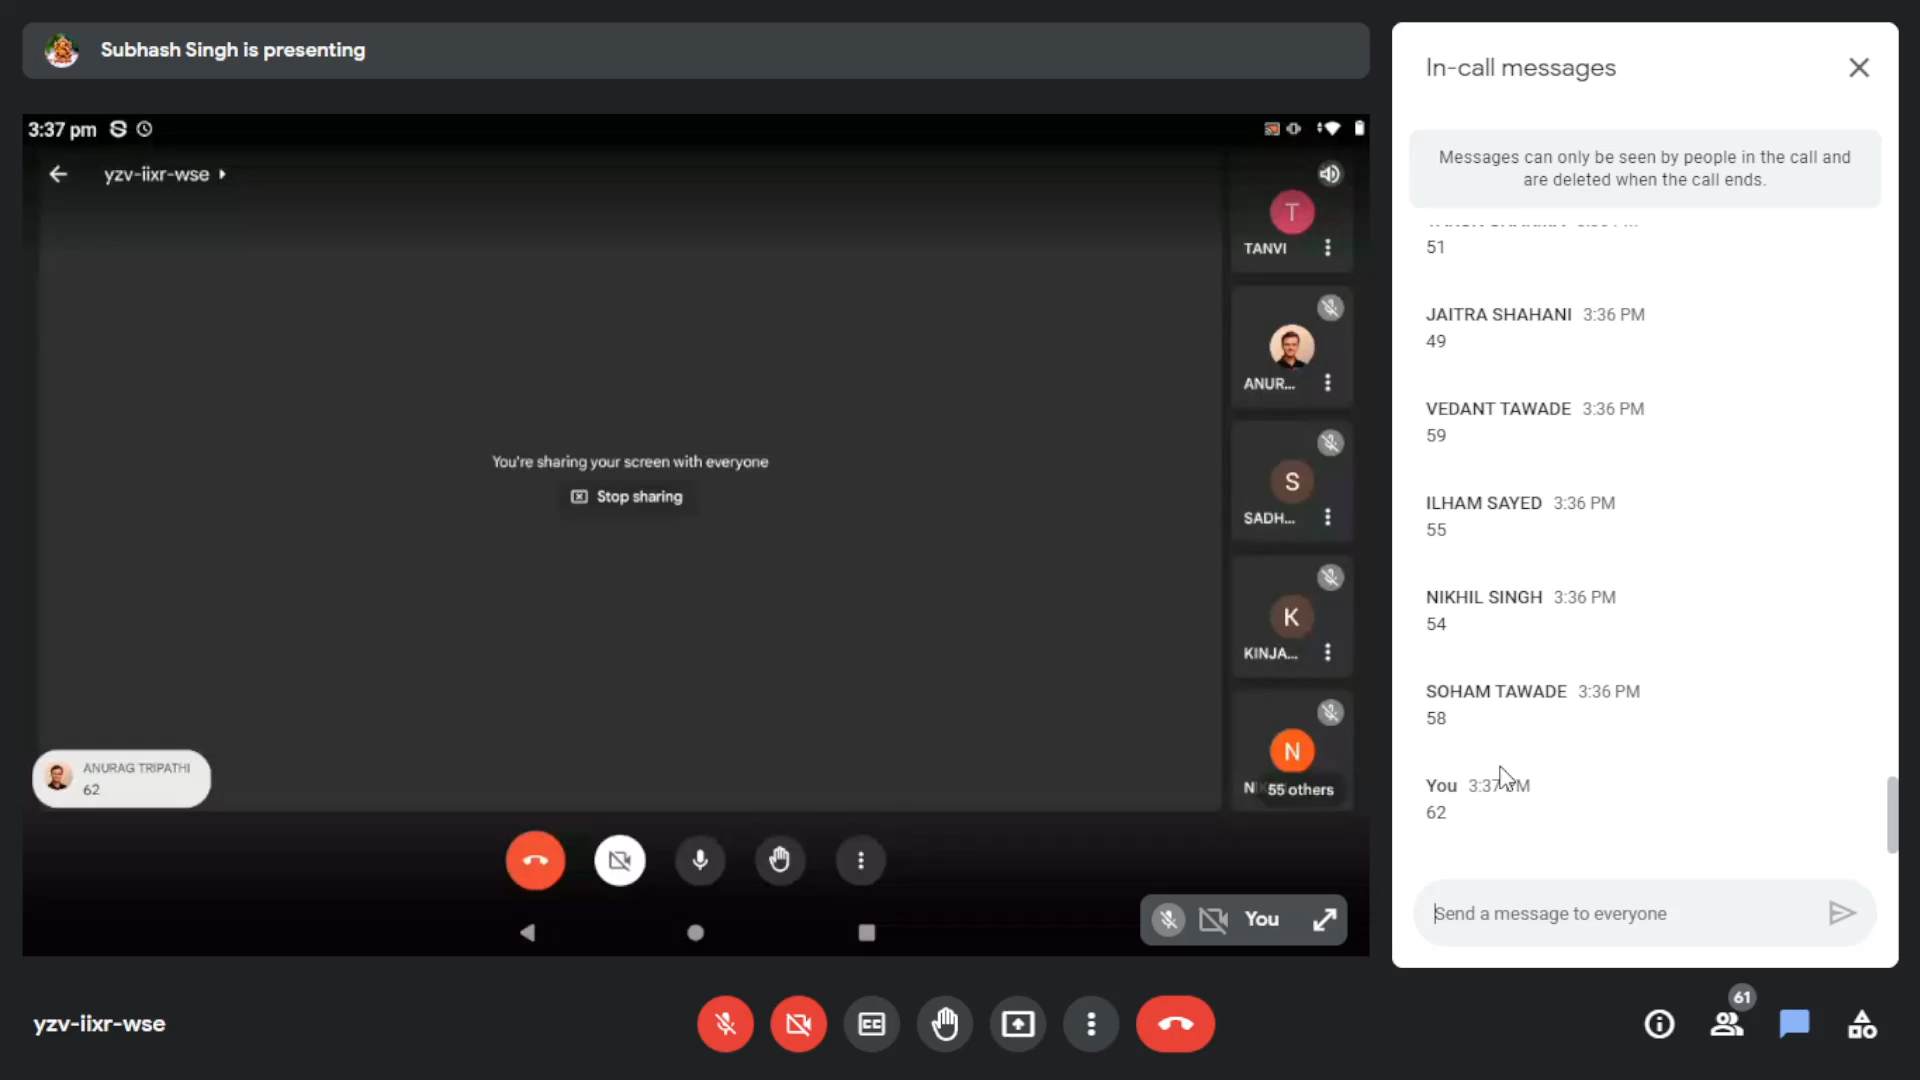 Subhash Singh is presenting
3:37 pm
yzv-iixr-wse
You're sharing your screen with everyone
Stop sharing
ANURAG TRIPATHI
62
T
TANVI
ANUR...
S
SADH...
K
KINJA...
N
55 others
You
In-call messages
Messages can only be seen by people in the call and
are deleted when the call ends.
51
JAITRA SHAHANI 3:36 PM
49
VEDANT TAWADE 3:36 PM
59
ILHAM SAYED 3:36 PM
55
NIKHIL SINGH 3:36 PM
54
SOHAM TAWADE 3:36 PM
58
You 3:37 PM
62
Send a message to everyone
yzv-iixr-wse
CC
61